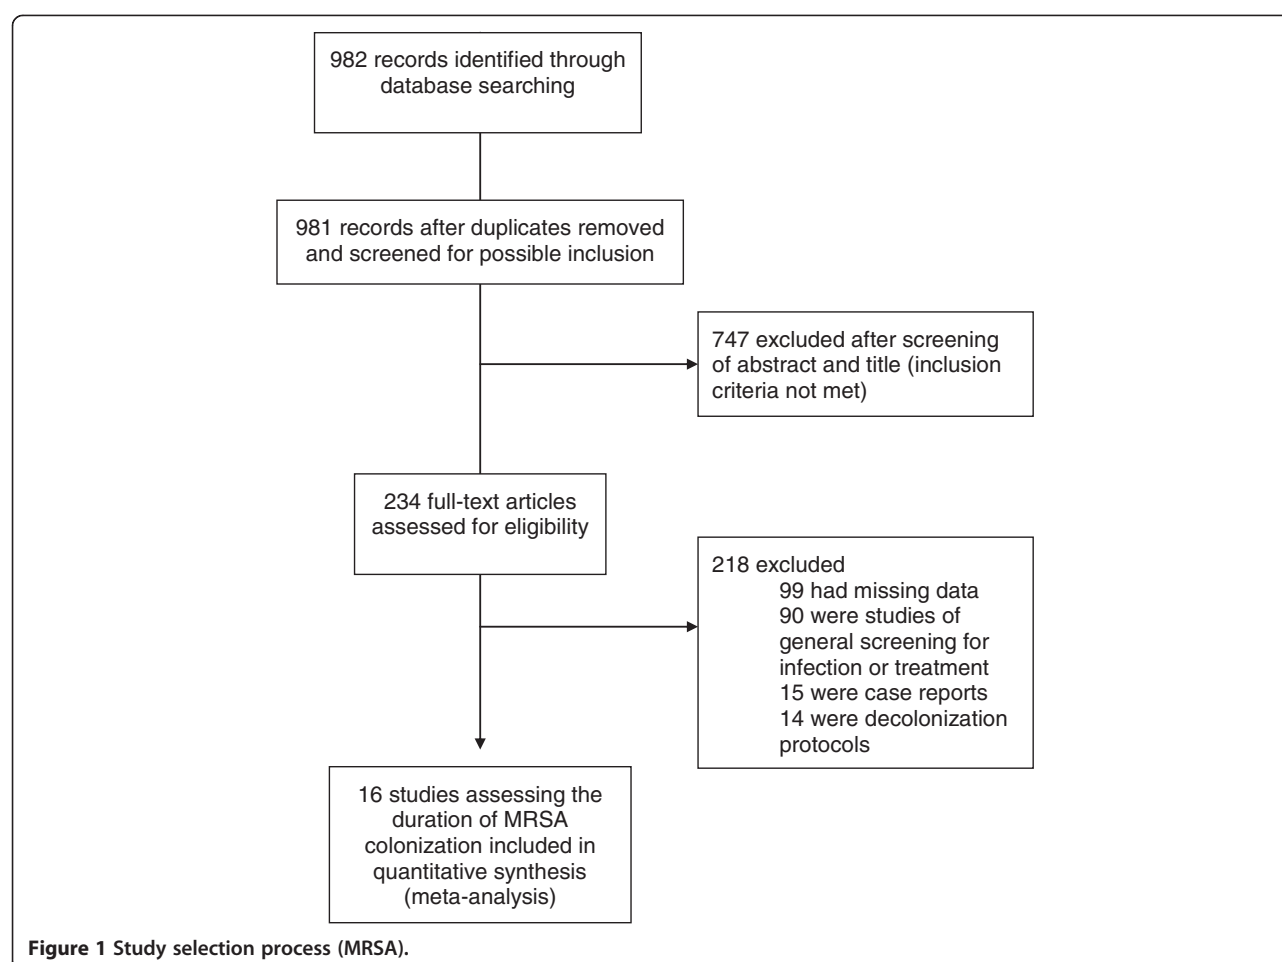 982 records identified through
database searching
981 records after duplicates removed
and screened for possible inclusion
747 excluded after screening
of abstract and title (inclusion
criteria not met)
234 full-text articles
assessed for eligibility
218 excluded
99 had missing data
90 were studies of
general screening for
infection or treatment
15 were case reports
14 were decolonization
protocols
16 studies assessing the
duration of MRSA
colonization included in
quantitative synthesis
(meta-analysis)
Figure 1 Study selection process (MRSA).